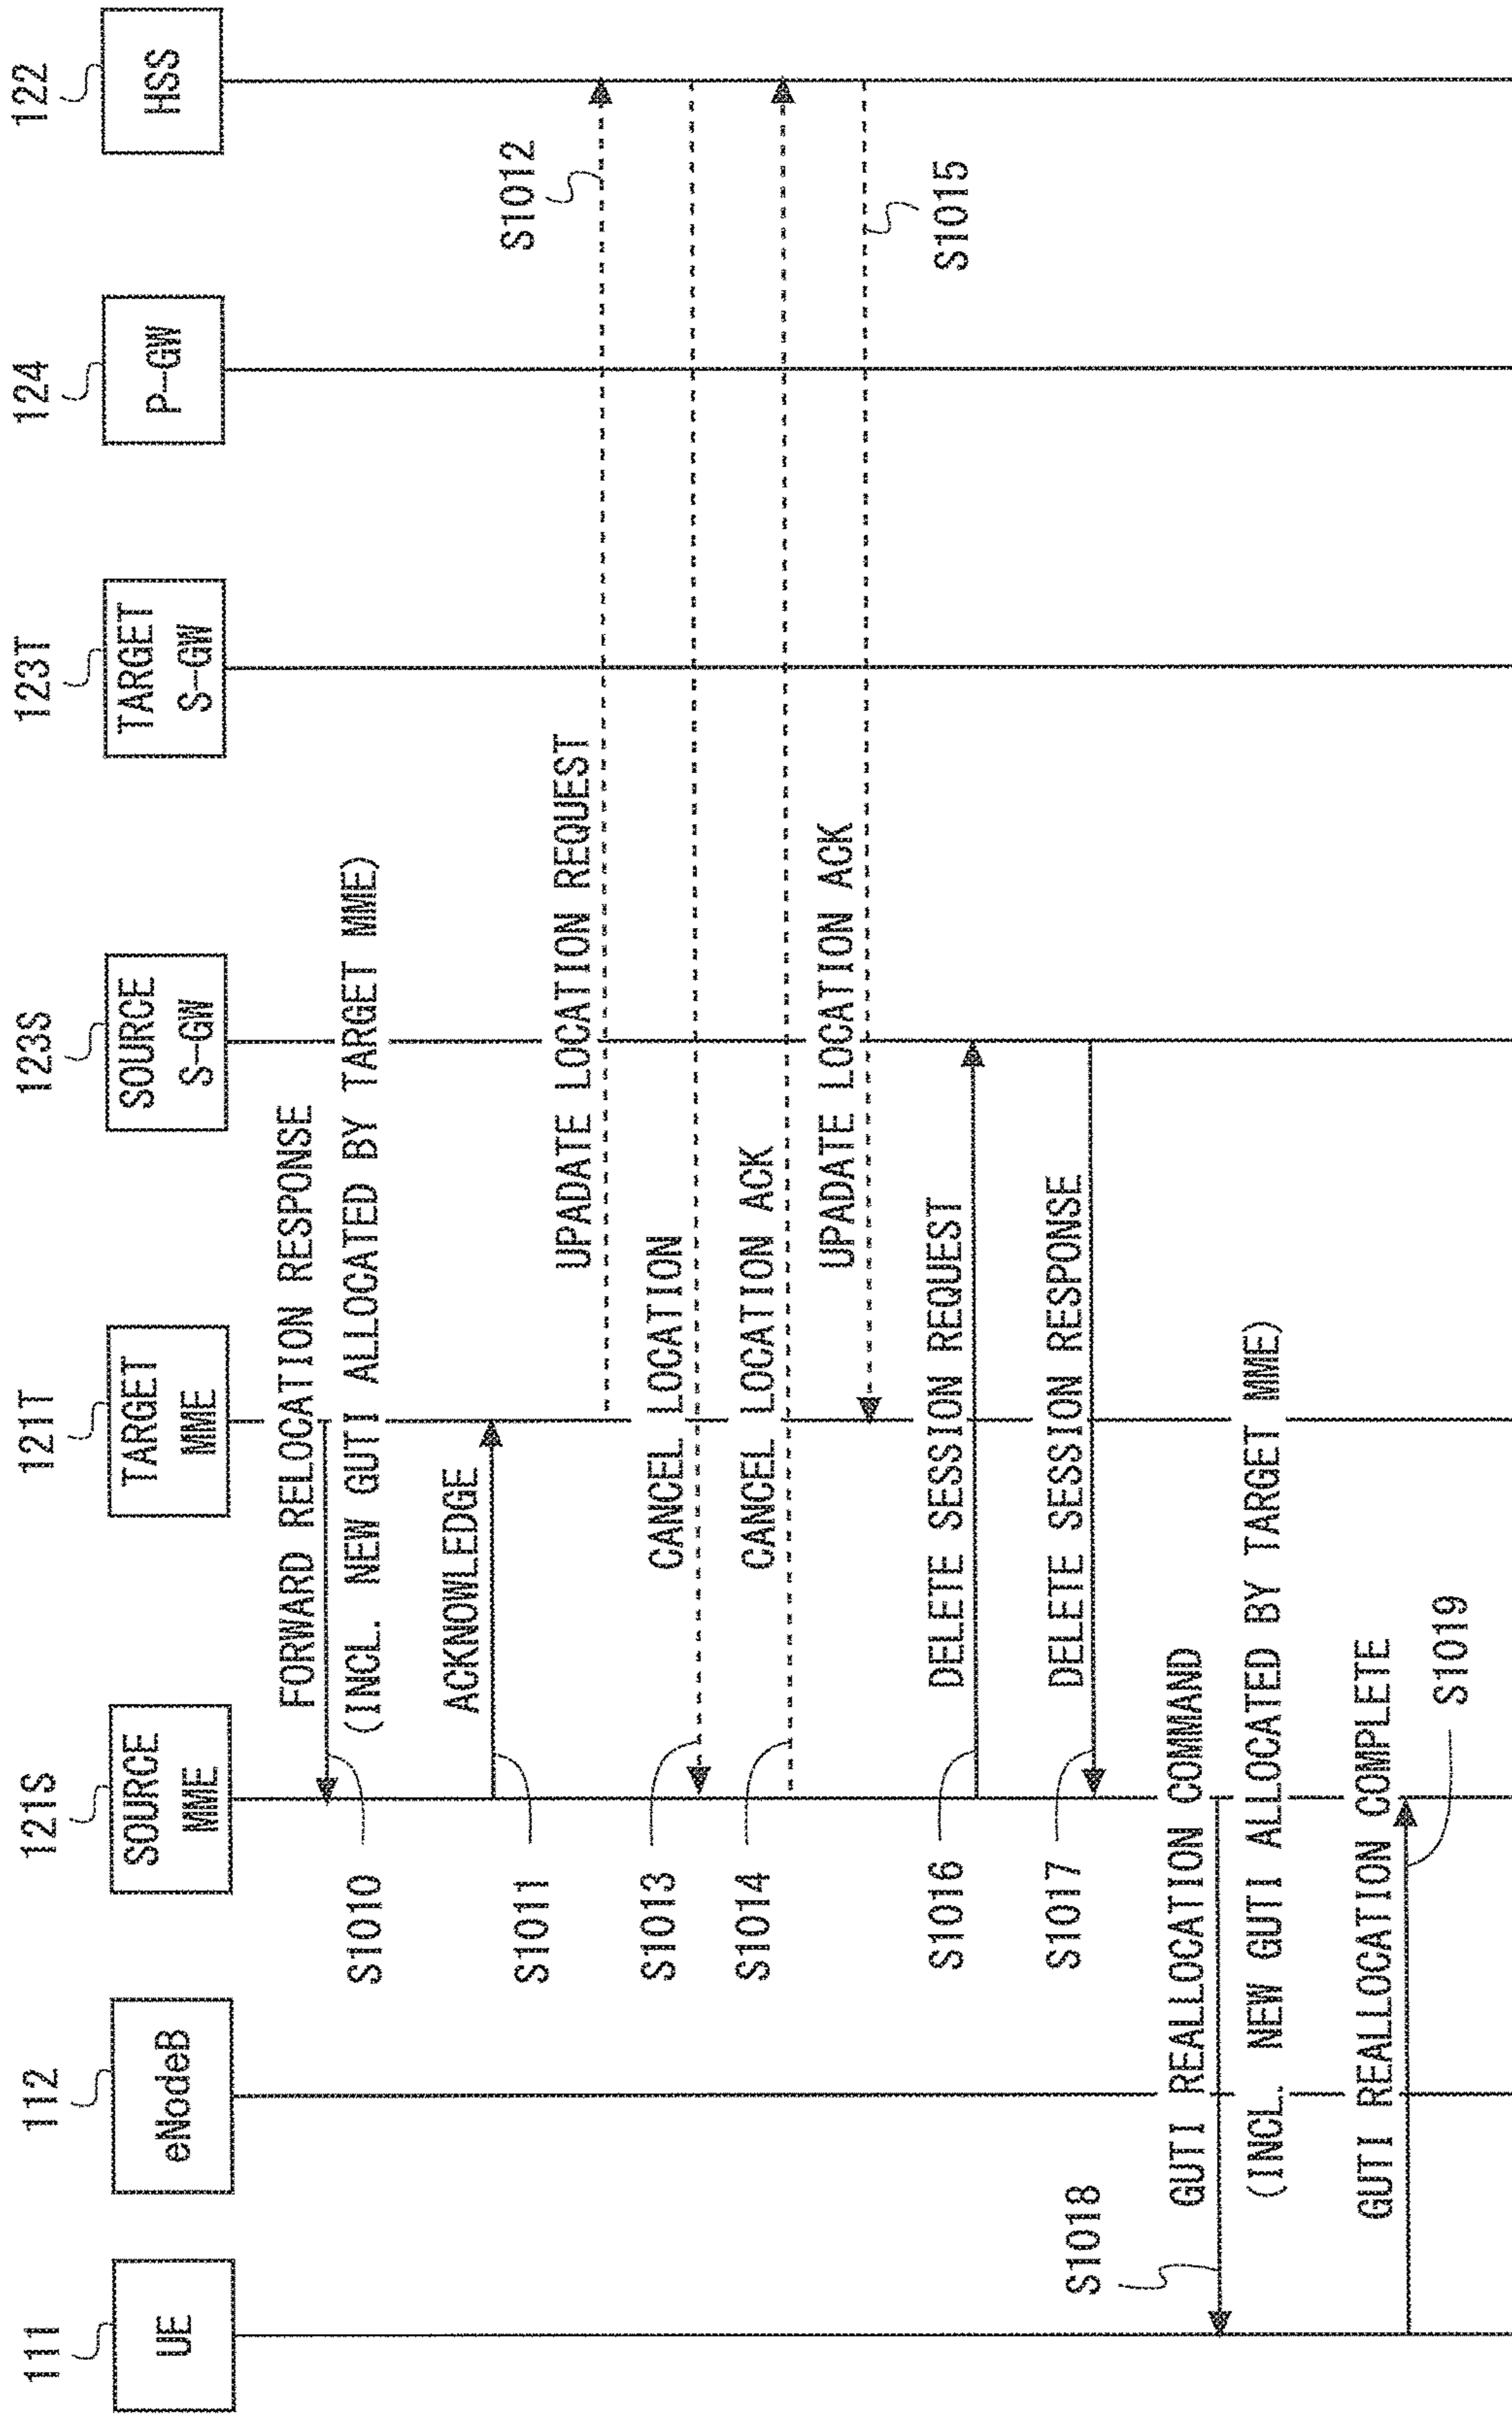 111
112
121S
121T
123S
123T
124
122
UE
eNodeB
SOURCE
MME
TARGET
MME
SOURCE
S-GW
TARGET
S-GW
P-GW
HSS
FORWARD RELOCATION RESPONSE
S1010
(INCL. NEW GUTI ALLOCATED BY TARGET MME)
ACKNOWLEDGE
S1011
S1012
UPADATE LOCATION REQUEST
CANCEL LOCATION
S1013
CANCEL LOCATION ACK
S1014
UPADATE LOCATION ACK
S1015
DELETE SESSION REQUEST
S1016
DELETE SESSION RESPONSE
S1017
S1018
GUTI REALLOCATION COMMAND
(INCL. NEW GUTI ALLOCATED BY TARGET MME)
GUTI REALLOCATION COMPLETE
S1019